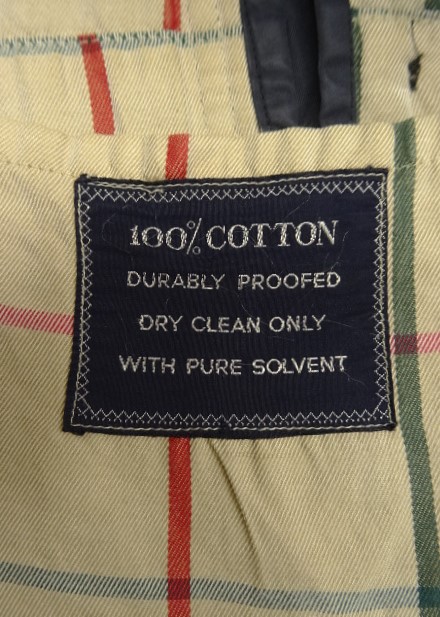 100% COTTON
DURABLY PROOFED
DRY CLEAN ONLY
WITH PURE SOLVENT